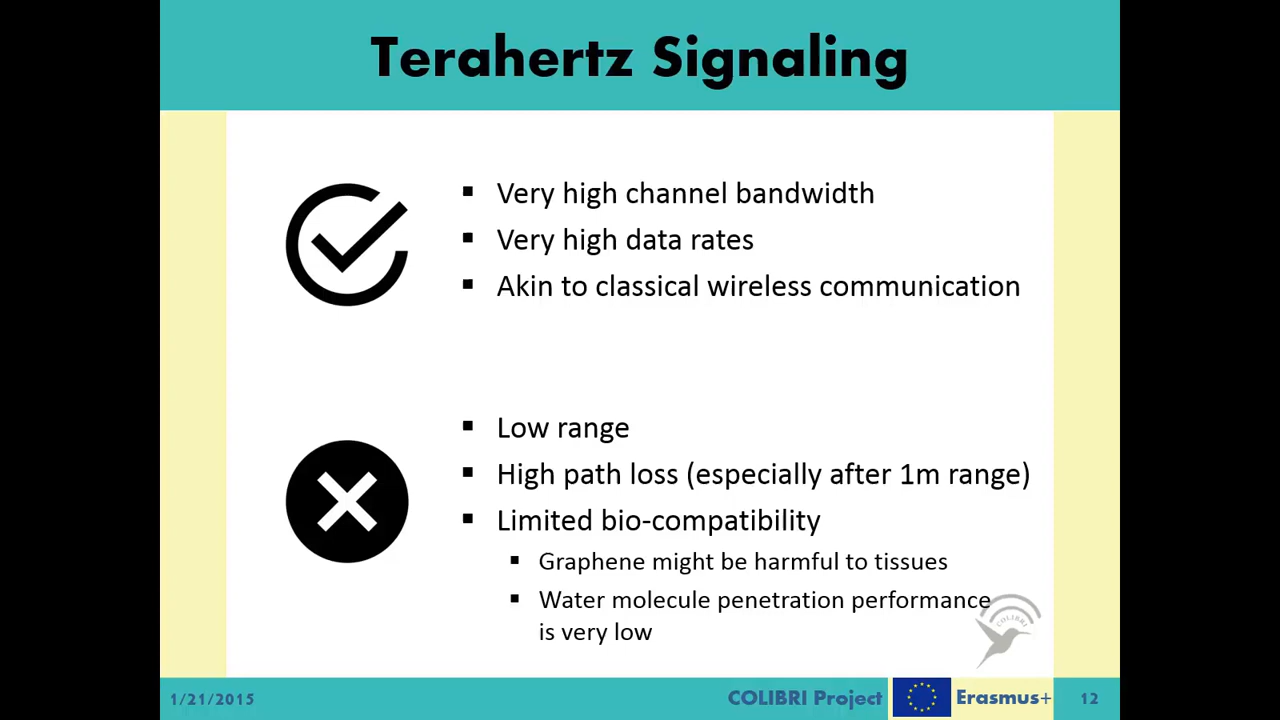 Terahertz Signaling
Very high channel bandwidth
Very high data rates
Akin to classical wireless communication
Low range
High path loss (especially after 1m range)
Limited bio-compatibility
Graphene might be harmful to tissues
Water molecule penetration performance
is very low
COLIBRI
1/21/2015
COLIBRI Project
Erasmus+
12